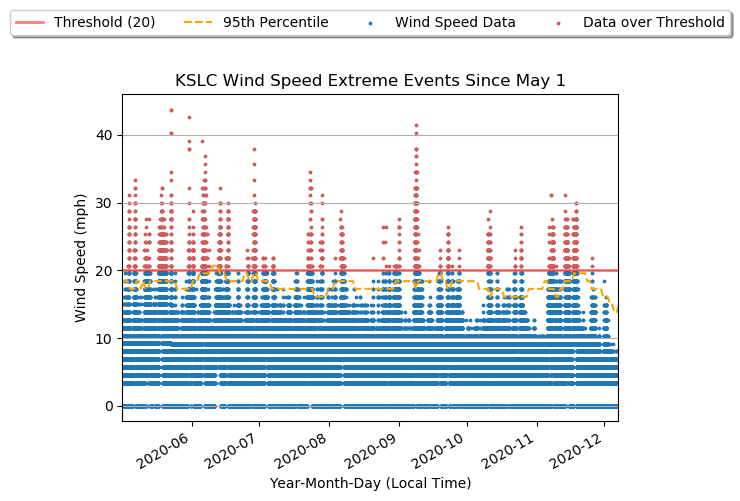 Threshold (20) 95th Percentile Wind Speed Data Data over Threshold
KSLC Wind Speed Extreme Events Since May 1
40
30
20
10
0
Wind Speed (mph)
2020-06 2020-07 2020-08 2020-09 2020-10 2020-11 2020-12
Year-Month-Day (Local Time)